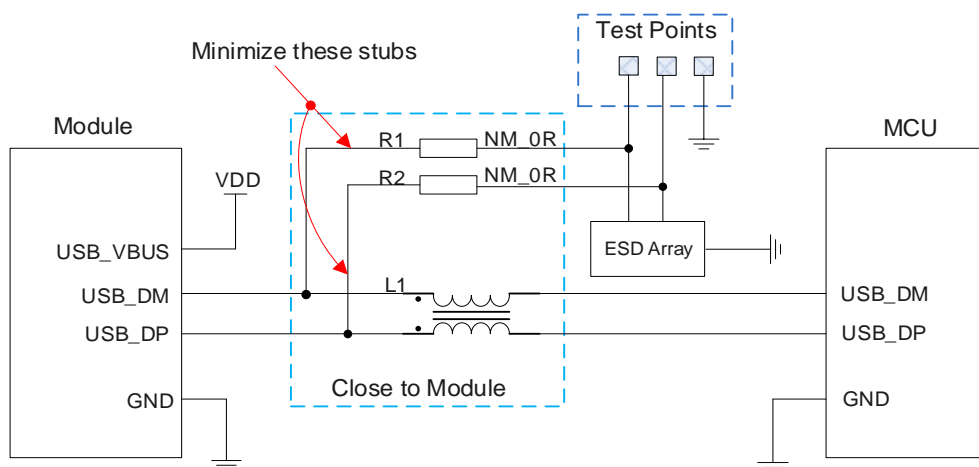 Test Points
Minimize these stubs
Module
MCU
R1
NM_0R
VDD
R2
NM_0R
USB_VBUS
ESD Array
USB_DM
L1
USB_DM
USB_DP
USB_DP
Close to Module
GND
GND